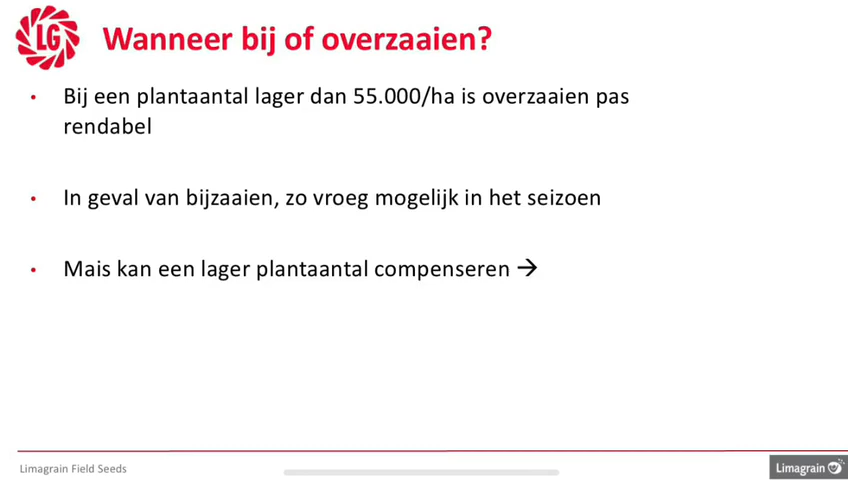 LG
Wanneer bij of overzaaien?
• Bij een plantaantal lager dan 55.000/ha is overzaaien pas
rendabel
• In geval van bijzaaien, zo vroeg mogelijk in het seizoen
• Mais kan een lager plantaantal compenseren →
Limagrain Field Seeds
Limagrain